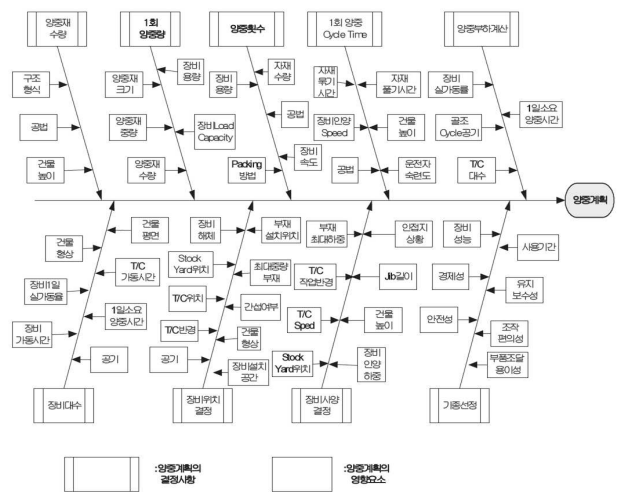 양중재
수량
1회
양중량
양중횟수
1회 양중
Cycle Time
양중부하계산
구조
형식
공법
건물
높이
양중재
크기
양중재
중량
양중재
수량
장비
용량
장비Load
Capacity
장비
용량
Packing
방법
자재
수량
공법
장비
속도
자재
묶기
시간
장비인양
Speed
공법
자재
풀기시간
건물
높이
운전자
숙련도
장비
실가동률
골조
Cycle공기
T/C
대수
1일소요
양중시간
양중계획
건물
형상
장비1일
실가동율
장비
가동시간
건물
평면
T/C
가동시간
1일소요
양중시간
공기
장비
해체
Stock
Yard위치
T/C위치
T/C반경
공기
부재
설치위치
최대중량
부재
간섭여부
건물
형상
장비설치
공간
부재
최대하중
T/C
작업반경
T/C
Sped
Stock
Yard위치
인접지
상황
Jib길이
건물
높이
장비
인양
하중
장비
성능
경제성
안전성
사용기간
유지
보수성
조작
편의성
부품조달
용이성
장비대수
장비위치
결정
장비사양
결정
기종선정
:양중계획의
결정사항
:양중계획의
영향요소